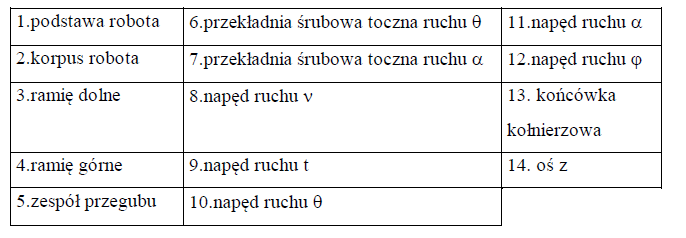 1.podstawa robota
6.przekładnia śrubowa toczna ruchu θ
11.napęd ruchu α
2.korpus robota
7.przekładnia śrubowa toczna ruchu α
12.napęd ruchu φ
3.ramię dolne
8.napęd ruchu ν
13. końcówka
kołnierzowa
4.ramię górne
9.napęd ruchu t
14. oś z
5.zespół przegubu
10.napęd ruchu θ